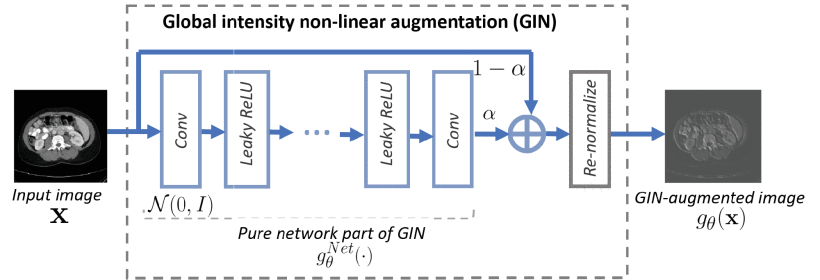 Global intensity non-linear augmentation (GIN)
1 − α
Conv
Leaky ReLU
...
Leaky ReLU
Conv
α
Re-normalize
Input image
X
N(0, I)
GIN-augmented image
g_θ(x)
Pure network part of GIN
g_θ^{Net}(·)